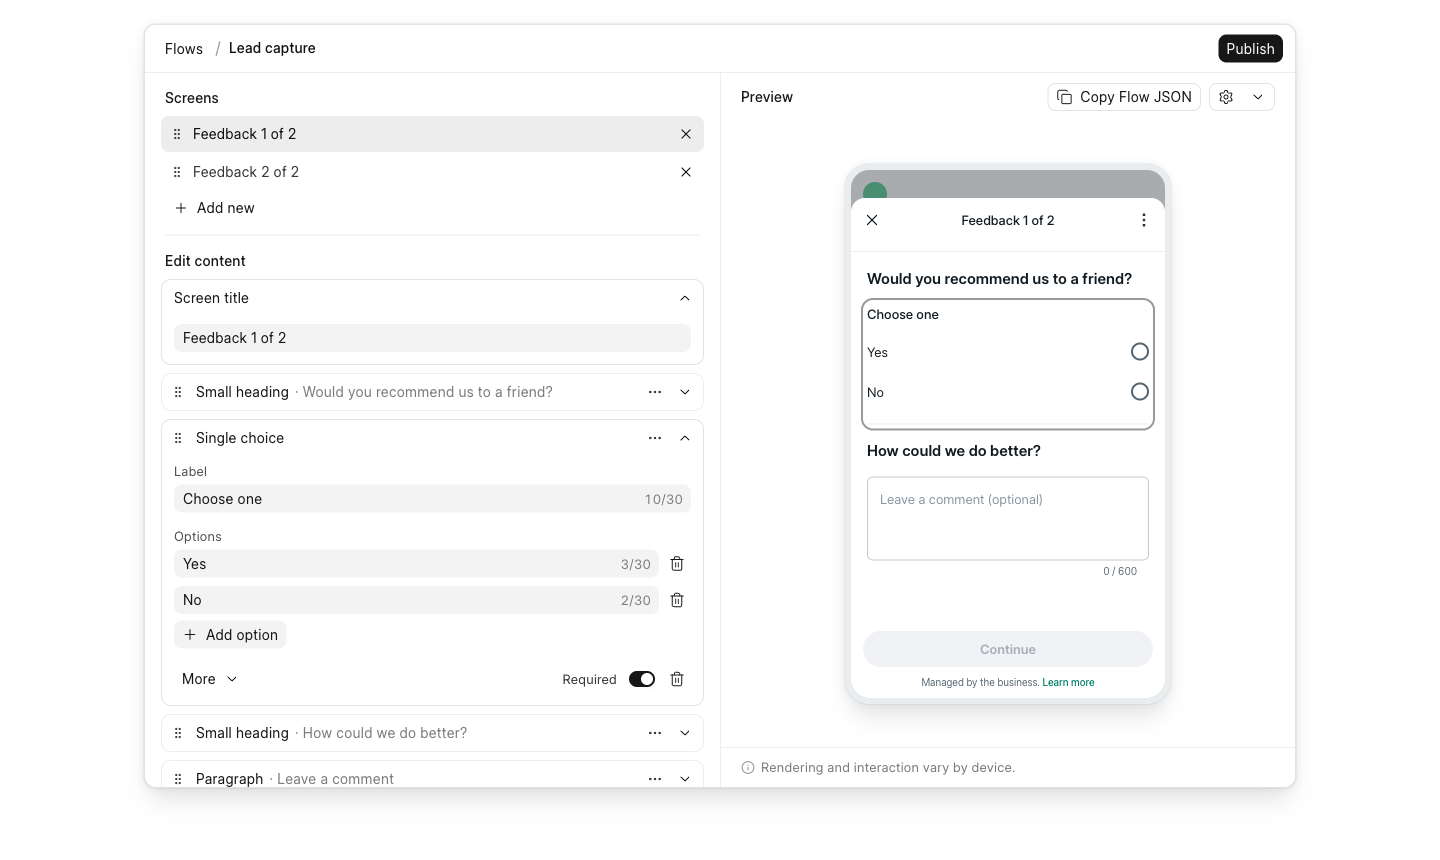 Flows / Lead capture
Publish
Screens
Feedback 1 of 2
Feedback 2 of 2
Add new
Edit content
Screen title
Feedback 1 of 2
Small heading · Would you recommend us to a friend?
Single choice
Label
Choose one 10/30
Options
Yes 3/30
No 2/30
Add option
More Required
Small heading · How could we do better?
Paragraph · Leave a comment
Preview
Copy Flow JSON
Feedback 1 of 2
Would you recommend us to a friend?
Choose one
Yes
No
How could we do better?
Leave a comment (optional)
0 / 600
Continue
Managed by the business. Learn more
Rendering and interaction vary by device.